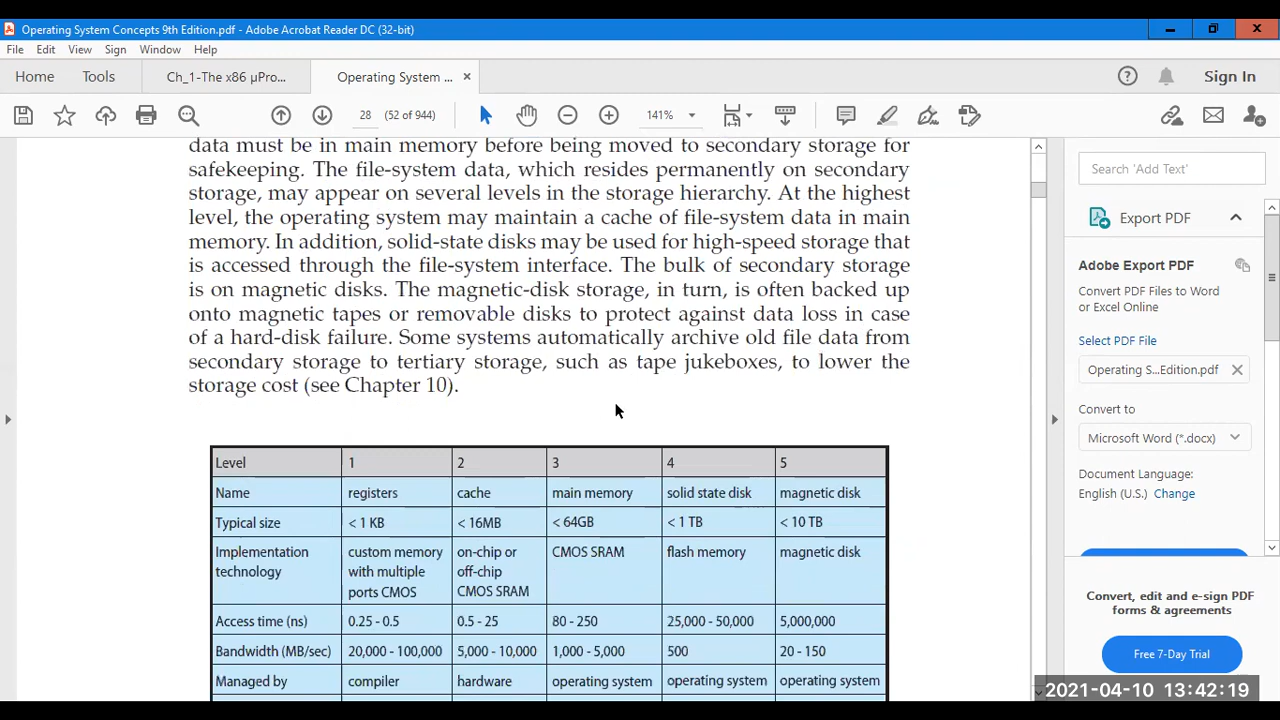 Operating System Concepts 9th Edition.pdf - Adobe Acrobat Reader DC (32-bit)
File Edit View Sign Window Help
Home Tools Ch_1-The x86 µPro... Operating System ... Sign In
28 (52 of 944) 141%
data must be in main memory before being moved to secondary storage for
safekeeping. The file-system data, which resides permanently on secondary
storage, may appear on several levels in the storage hierarchy. At the highest
level, the operating system may maintain a cache of file-system data in main
memory. In addition, solid-state disks may be used for high-speed storage that
is accessed through the file-system interface. The bulk of secondary storage
is on magnetic disks. The magnetic-disk storage, in turn, is often backed up
onto magnetic tapes or removable disks to protect against data loss in case
of a hard-disk failure. Some systems automatically archive old file data from
secondary storage to tertiary storage, such as tape jukeboxes, to lower the
storage cost (see Chapter 10).
Level 1 2 3 4 5
Name registers cache main memory solid state disk magnetic disk
Typical size < 1 KB < 16MB < 64GB < 1 TB < 10 TB
Implementation custom memory on-chip or CMOS SRAM flash memory magnetic disk
technology with multiple off-chip
ports CMOS CMOS SRAM
Access time (ns) 0.25 - 0.5 0.5 - 25 80 - 250 25,000 - 50,000 5,000,000
Bandwidth (MB/sec) 20,000 - 100,000 5,000 - 10,000 1,000 - 5,000 500 20 - 150
Managed by compiler hardware operating system operating system operating system
Search 'Add Text'
Export PDF
Adobe Export PDF
Convert PDF Files to Word
or Excel Online
Select PDF File
Operating S...Edition.pdf
Convert to
Microsoft Word (*.docx)
Document Language:
English (U.S.) Change
Convert, edit and e-sign PDF
forms & agreements
Free 7-Day Trial
2021-04-10 13:42:19